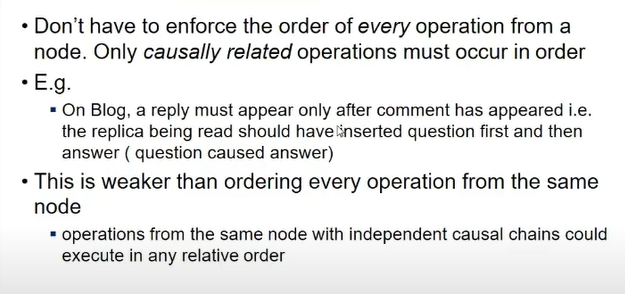 • Don't have to enforce the order of every operation from a
node. Only causally related operations must occur in order
• E.g.
▪ On Blog, a reply must appear only after comment has appeared i.e.
the replica being read should have inserted question first and then
answer ( question caused answer)
• This is weaker than ordering every operation from the same
node
▪ operations from the same node with independent causal chains could
execute in any relative order